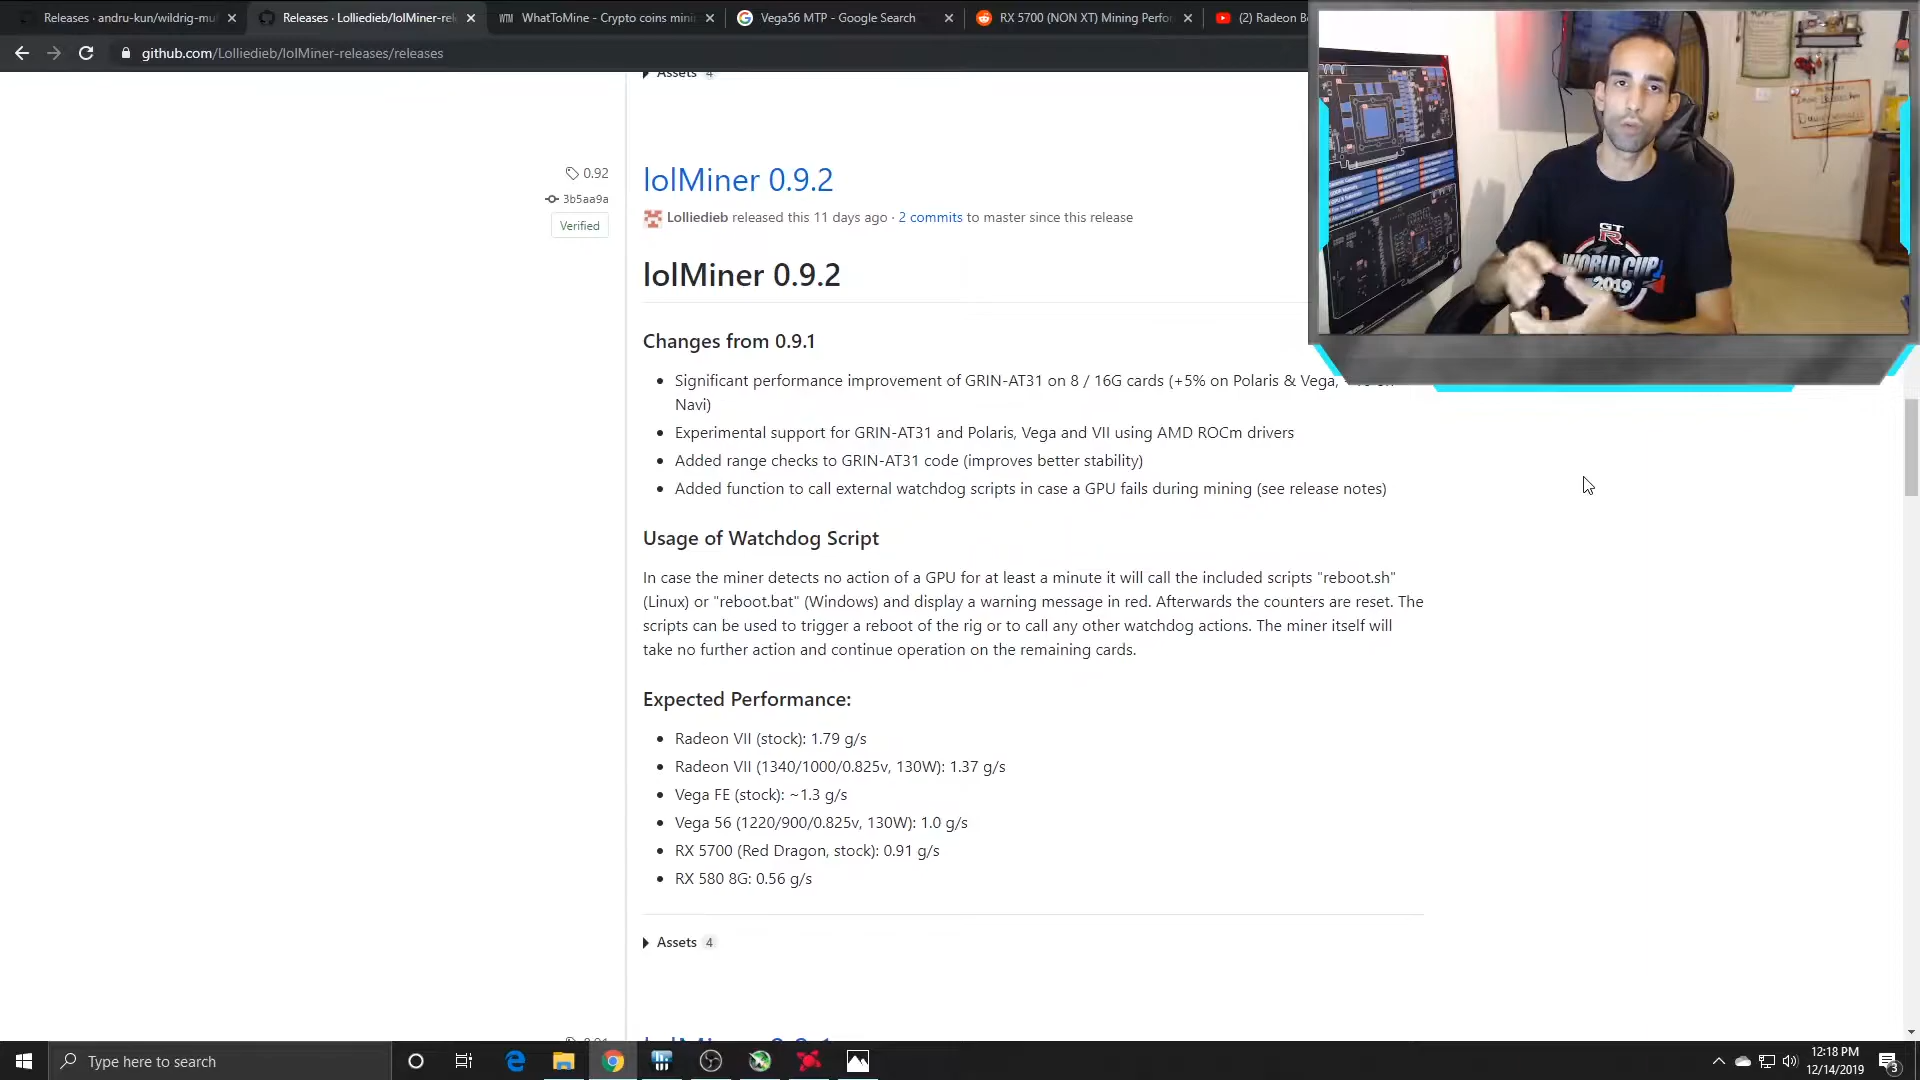 Releases · andru-kun/wildrig-mul
Releases · Lolliedieb/lolMiner-rele
WTM WhatToMine - Crypto coins mini
Vega56 MTP - Google Search
RX 5700 (NON XT) Mining Perfo
(2) Radeon B
github.com/Lolliedieb/lolMiner-releases/releases
Assets 4
0.92
3b5aa9a
Verified
lolMiner 0.9.2
Lolliedieb released this 11 days ago · 2 commits to master since this release
lolMiner 0.9.2
Changes from 0.9.1
Significant performance improvement of GRIN-AT31 on 8 / 16G cards (+5% on Polaris & Vega,
Navi)
Experimental support for GRIN-AT31 and Polaris, Vega and VII using AMD ROCm drivers
Added range checks to GRIN-AT31 code (improves better stability)
Added function to call external watchdog scripts in case a GPU fails during mining (see release notes)
Usage of Watchdog Script
In case the miner detects no action of a GPU for at least a minute it will call the included scripts "reboot.sh"
(Linux) or "reboot.bat" (Windows) and display a warning message in red. Afterwards the counters are reset. The
scripts can be used to trigger a reboot of the rig or to call any other watchdog actions. The miner itself will
take no further action and continue operation on the remaining cards.
Expected Performance:
Radeon VII (stock): 1.79 g/s
Radeon VII (1340/1000/0.825v, 130W): 1.37 g/s
Vega FE (stock): ~1.3 g/s
Vega 56 (1220/900/0.825v, 130W): 1.0 g/s
RX 5700 (Red Dragon, stock): 0.91 g/s
RX 580 8G: 0.56 g/s
Assets 4
GT
R
WORLD CUP
2019
Type here to search
12:18 PM
12/14/2019
3